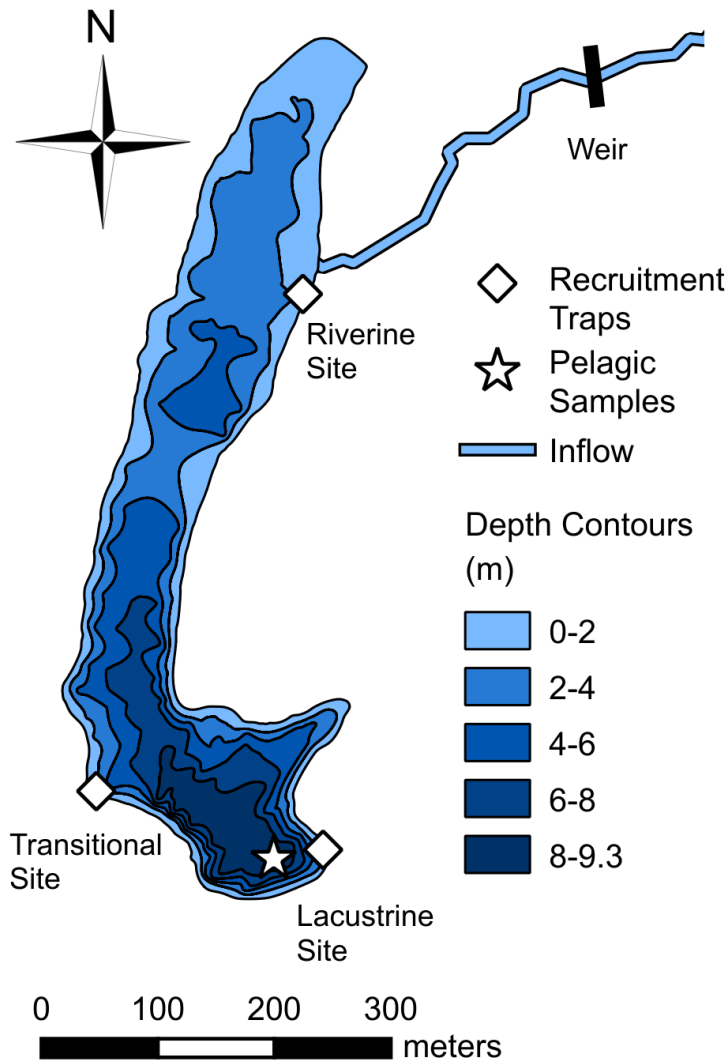 N
Weir
Recruitment
Traps
Riverine
Site
Pelagic
Samples
Inflow
Depth Contours
(m)
0-2
2-4
4-6
6-8
8-9.3
Transitional
Site
Lacustrine
Site
0 100 200 300
meters